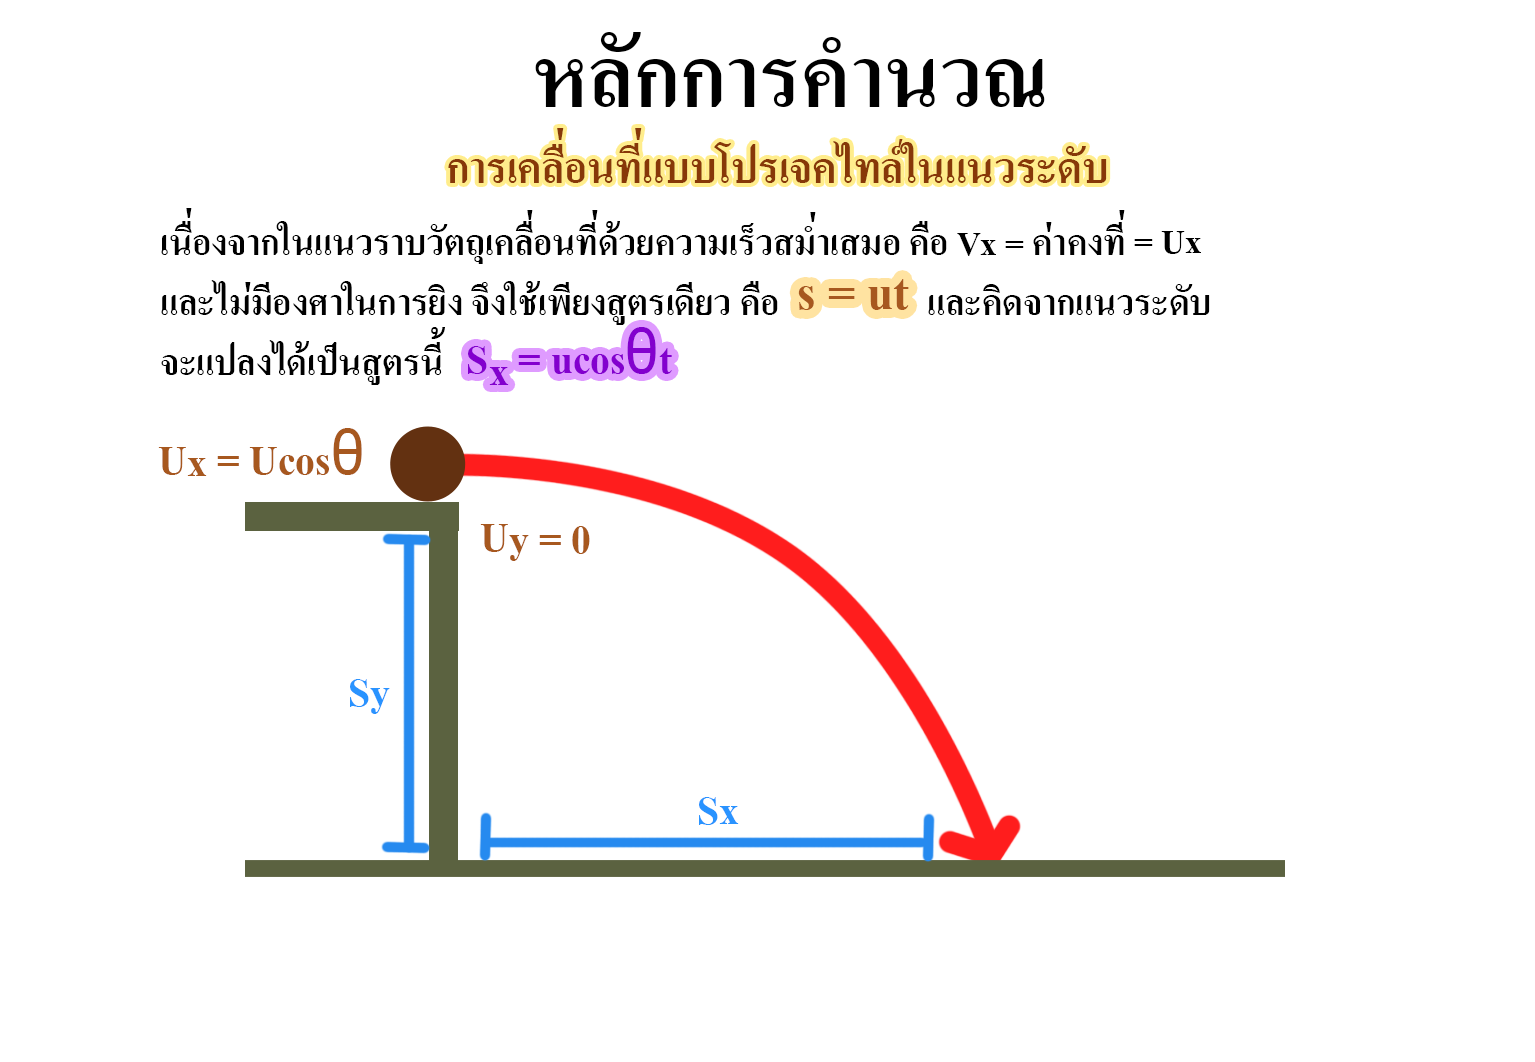 หลักการคำนวณ
การเคลื่อนที่แบบโปรเจคไทล์ในแนวระดับ
เนื่องจากในแนวราบวัตถุเคลื่อนที่ด้วยความเร็วสม่ำเสมอ คือ Vx = ค่าคงที่ = Ux
และไม่มีองศาในการยิง จึงใช้เพียงสูตรเดียว คือ s = ut และคิดจากแนวระดับ
จะแปลงได้เป็นสูตรนี้ Sx = ucosθt
Ux = Ucosθ
Uy = 0
Sy
Sx